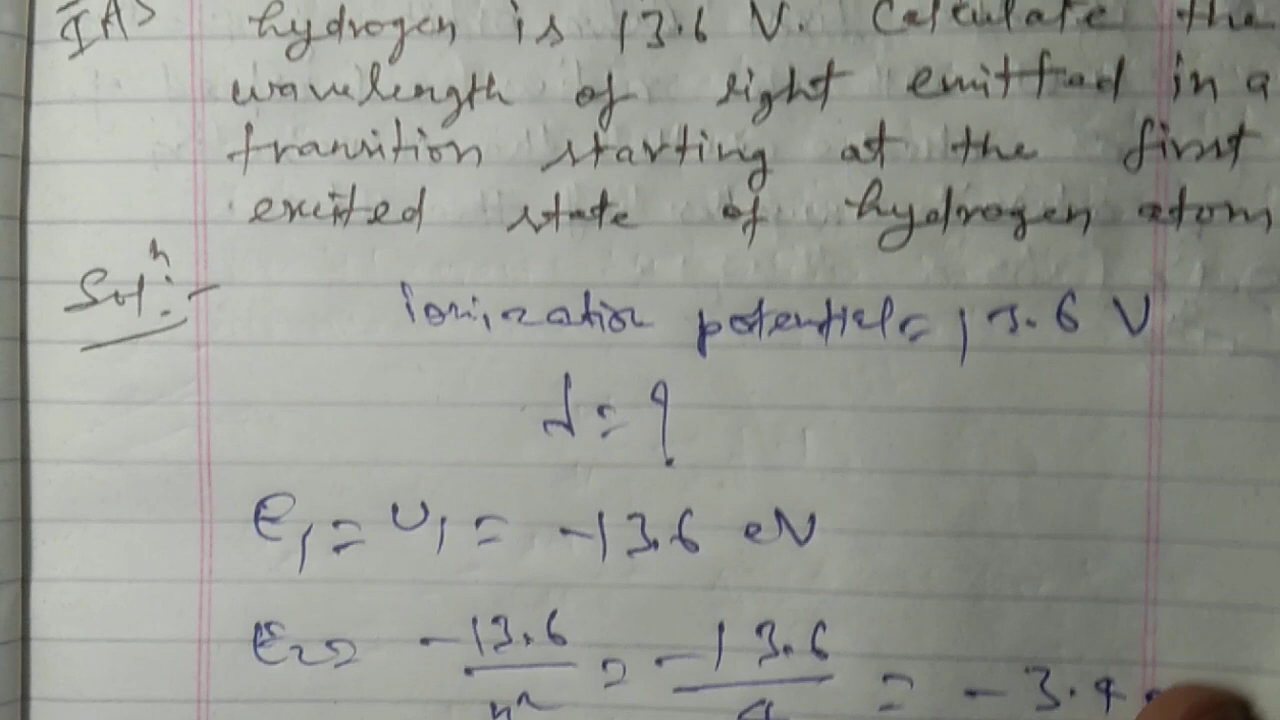 IA> hydrogen is 13.6 V. Calculate the
wavelength of light emitted in a
transition starting at the first
excited state of hydrogen atom
Solⁿ:- ionization potential = 13.6 V
λ = ?
E₁ = U₁ = -13.6 eV
E₂ = -13.6/n² = -13.6/4 = -3.4